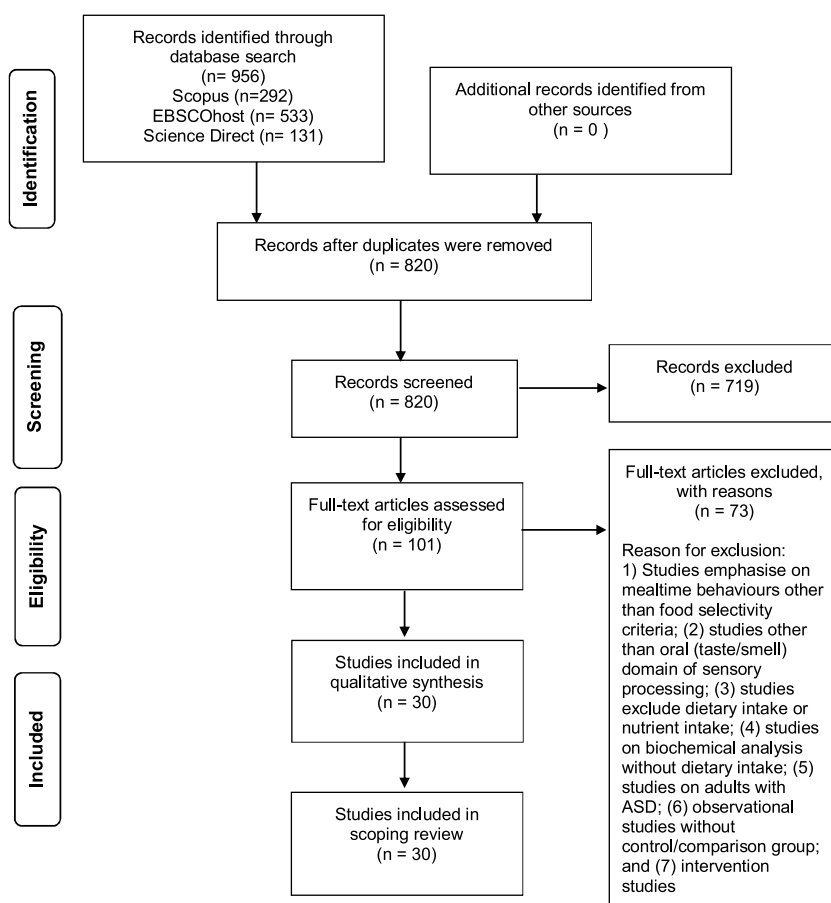 Identification
Records identified through
database search
(n= 956)
Scopus (n=292)
EBSCOhost (n= 533)
Science Direct (n= 131)
Additional records identified from
other sources
(n = 0 )
Records after duplicates were removed
(n = 820)
Screening
Records screened
(n = 820)
Records excluded
(n = 719)
Eligibility
Full-text articles assessed
for eligibility
(n = 101)
Full-text articles excluded,
with reasons
(n = 73)
Reason for exclusion:
1) Studies emphasise on
mealtime behaviours other
than food selectivity
criteria; (2) studies other
than oral (taste/smell)
domain of sensory
processing; (3) studies
exclude dietary intake or
nutrient intake; (4) studies
on biochemical analysis
without dietary intake; (5)
studies on adults with
ASD; (6) observational
studies without
control/comparison group;
and (7) intervention
studies
Included
Studies included in
qualitative synthesis
(n = 30)
Studies included in
scoping review
(n = 30)